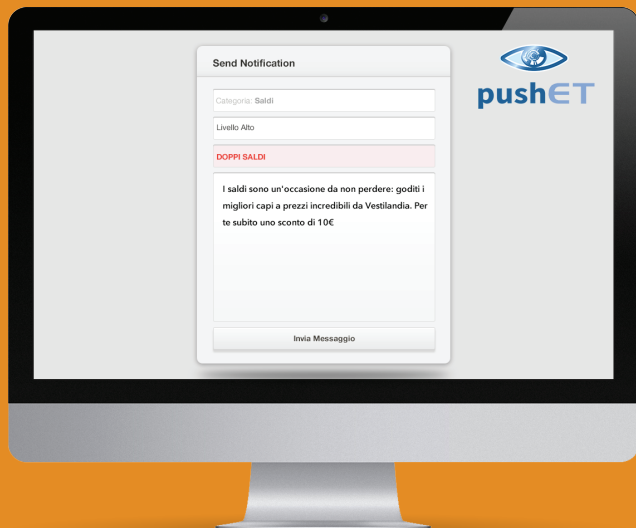 Send Notification
pushET
Categoria: Saldi
Livello Alto
DOPPI SALDI
I saldi sono un'occasione da non perdere: goditi i
migliori capi a prezzi incredibili da Vestilandia. Per
te subito uno sconto di 10€
Invia Messaggio